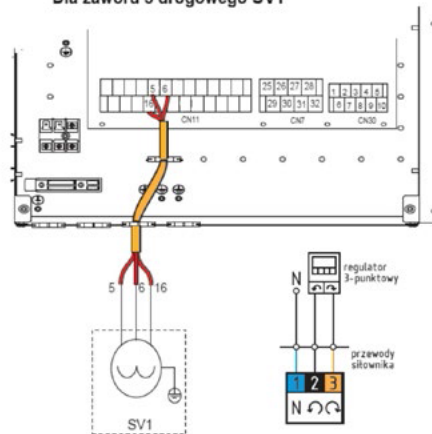 Dla zaworu 3 drogowego SV1
5 6
16
CN11
25 26 27 28
29 30 31 32
CN7
1 2 3 4 5
6 7 8 9 10
CN30
5 6 16
SV1
N
regulator
3-punktowy
przewody
siłownika
1 2 3
N